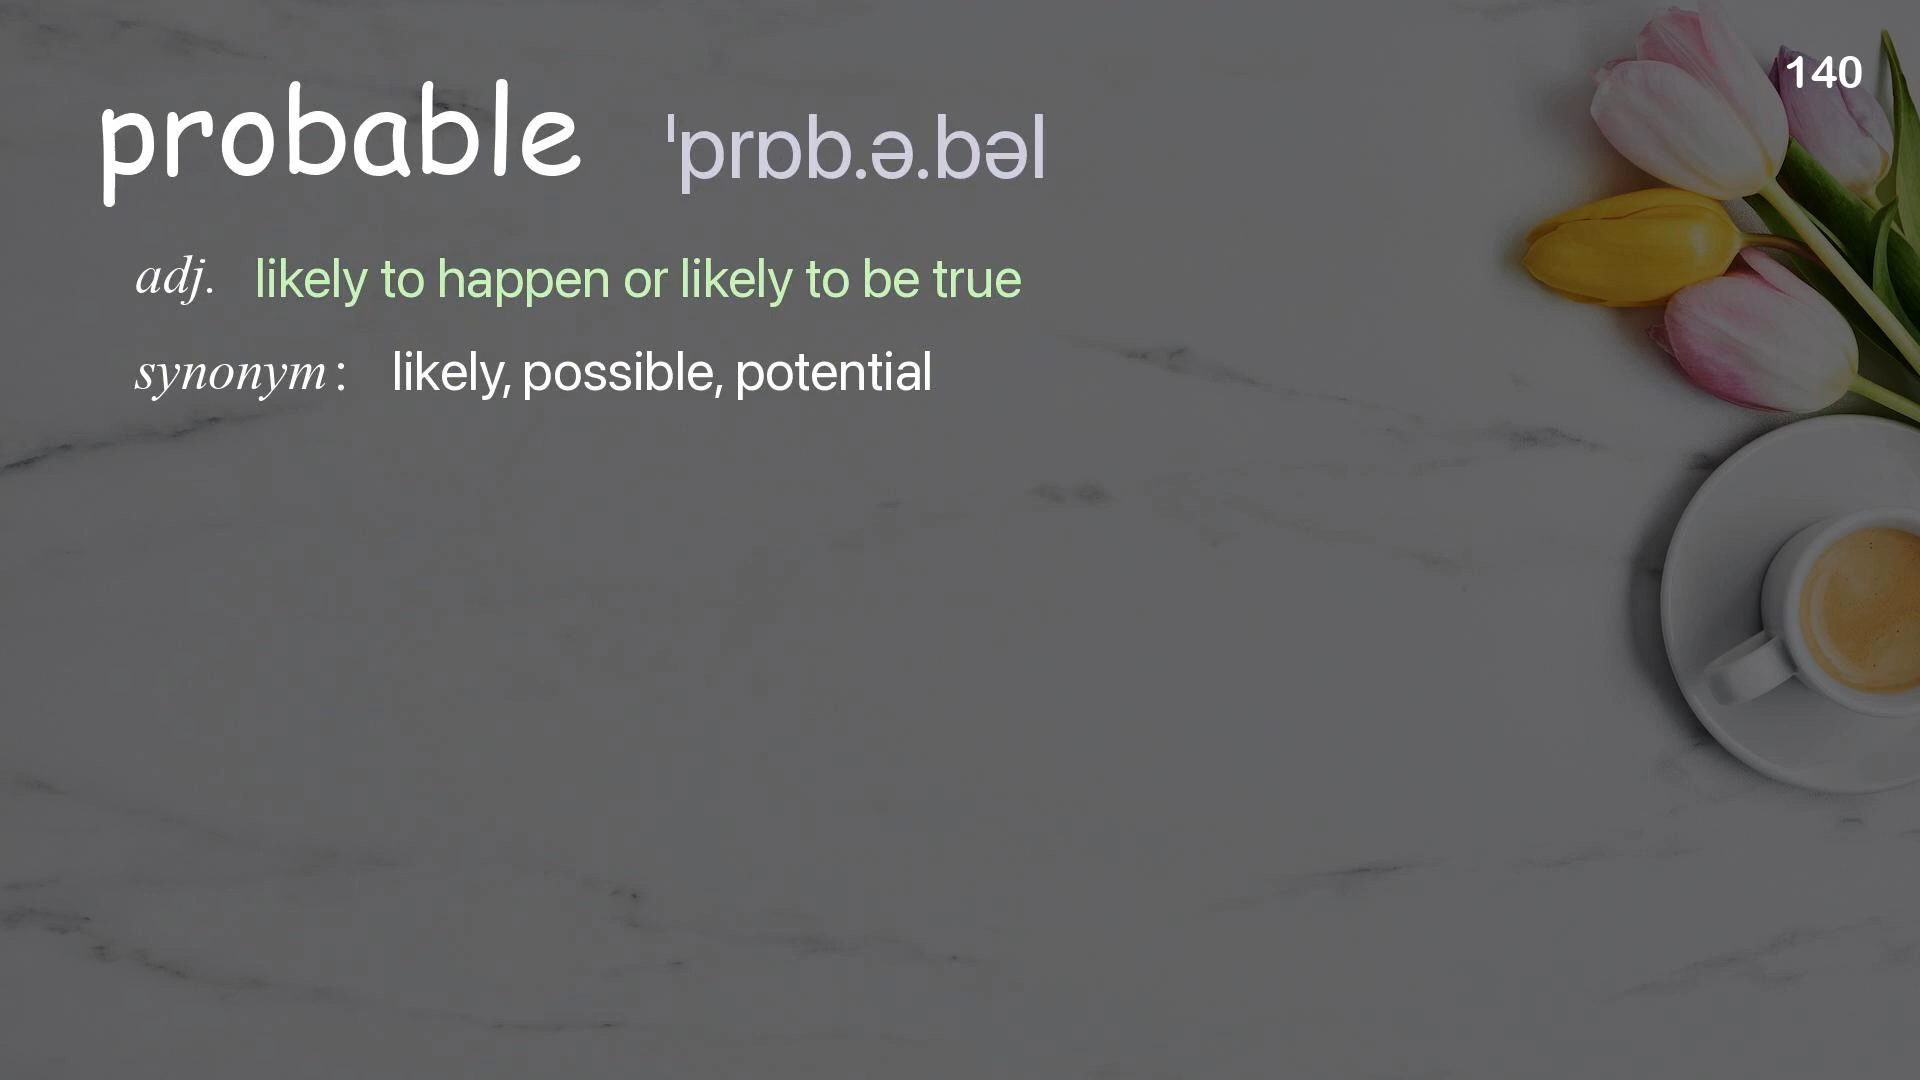 140
probable ˈprɒb.ə.bəl
adj. likely to happen or likely to be true
synonym: likely, possible, potential